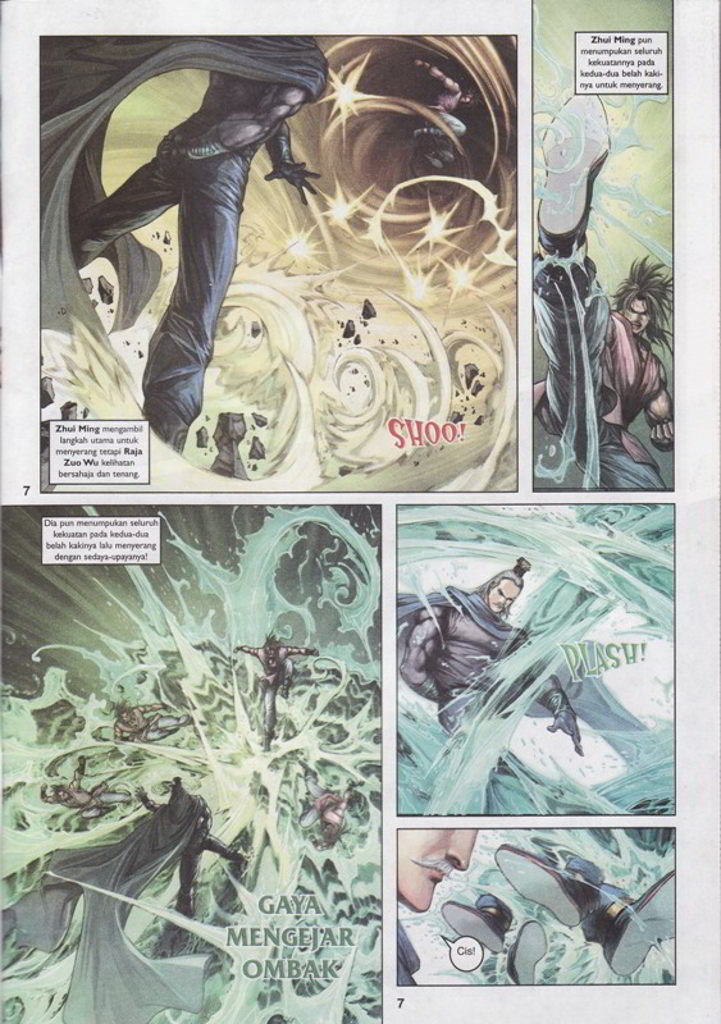 Zhui Ming mengambil
langkah utama untuk
menyerang tetapi Raja
Zuo Wu kelihatan
bersahaja dan tenang.
SHOO!
7
Zhui Ming pun
menumpukan seluruh
kekuatannya pada
kedua-dua belah kaki-
nya untuk menyerang.
Dia pun menumpukan seluruh
kekuatan pada kedua-dua
belah kakinya lalu menyerang
dengan sedaya-upayanya!
GAYA
MENGEJAR
OMBAK
PLASH!
Cis!
7